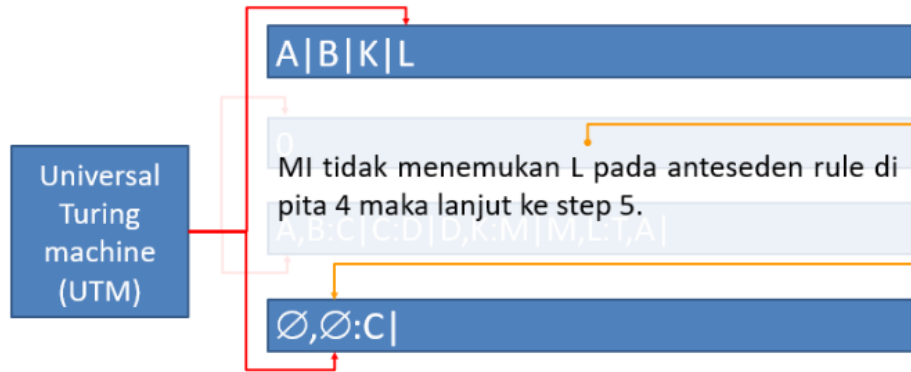 A|B|K|L
0
MI tidak menemukan L pada anteseden rule di
pita 4 maka lanjut ke step 5.
A,B:C|C:D|D,K:M|M,L:T,A|
Universal
Turing
machine
(UTM)
∅,∅:C|